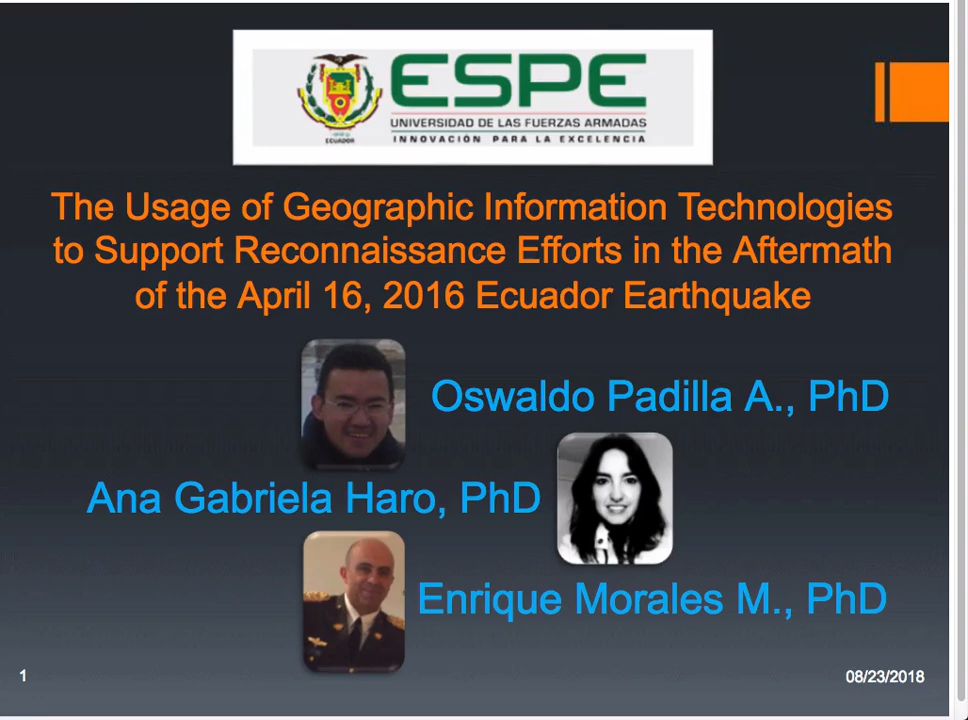 ESPE
UNIVERSIDAD DE LAS FUERZAS ARMADAS
INNOVACIÓN PARA LA EXCELENCIA
ECUADOR
The Usage of Geographic Information Technologies
to Support Reconnaissance Efforts in the Aftermath
of the April 16, 2016 Ecuador Earthquake
Oswaldo Padilla A., PhD
Ana Gabriela Haro, PhD
Enrique Morales M., PhD
1
08/23/2018